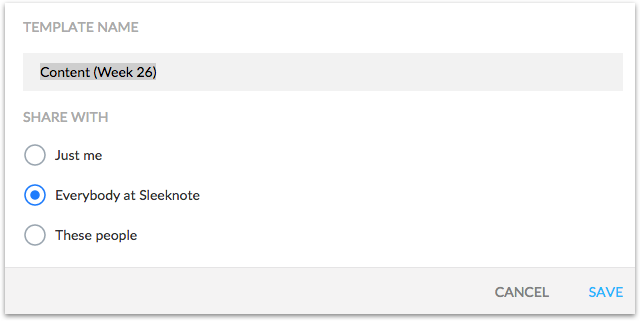 TEMPLATE NAME
Content (Week 26)
SHARE WITH
Just me
Everybody at Sleeknote
These people
CANCEL SAVE